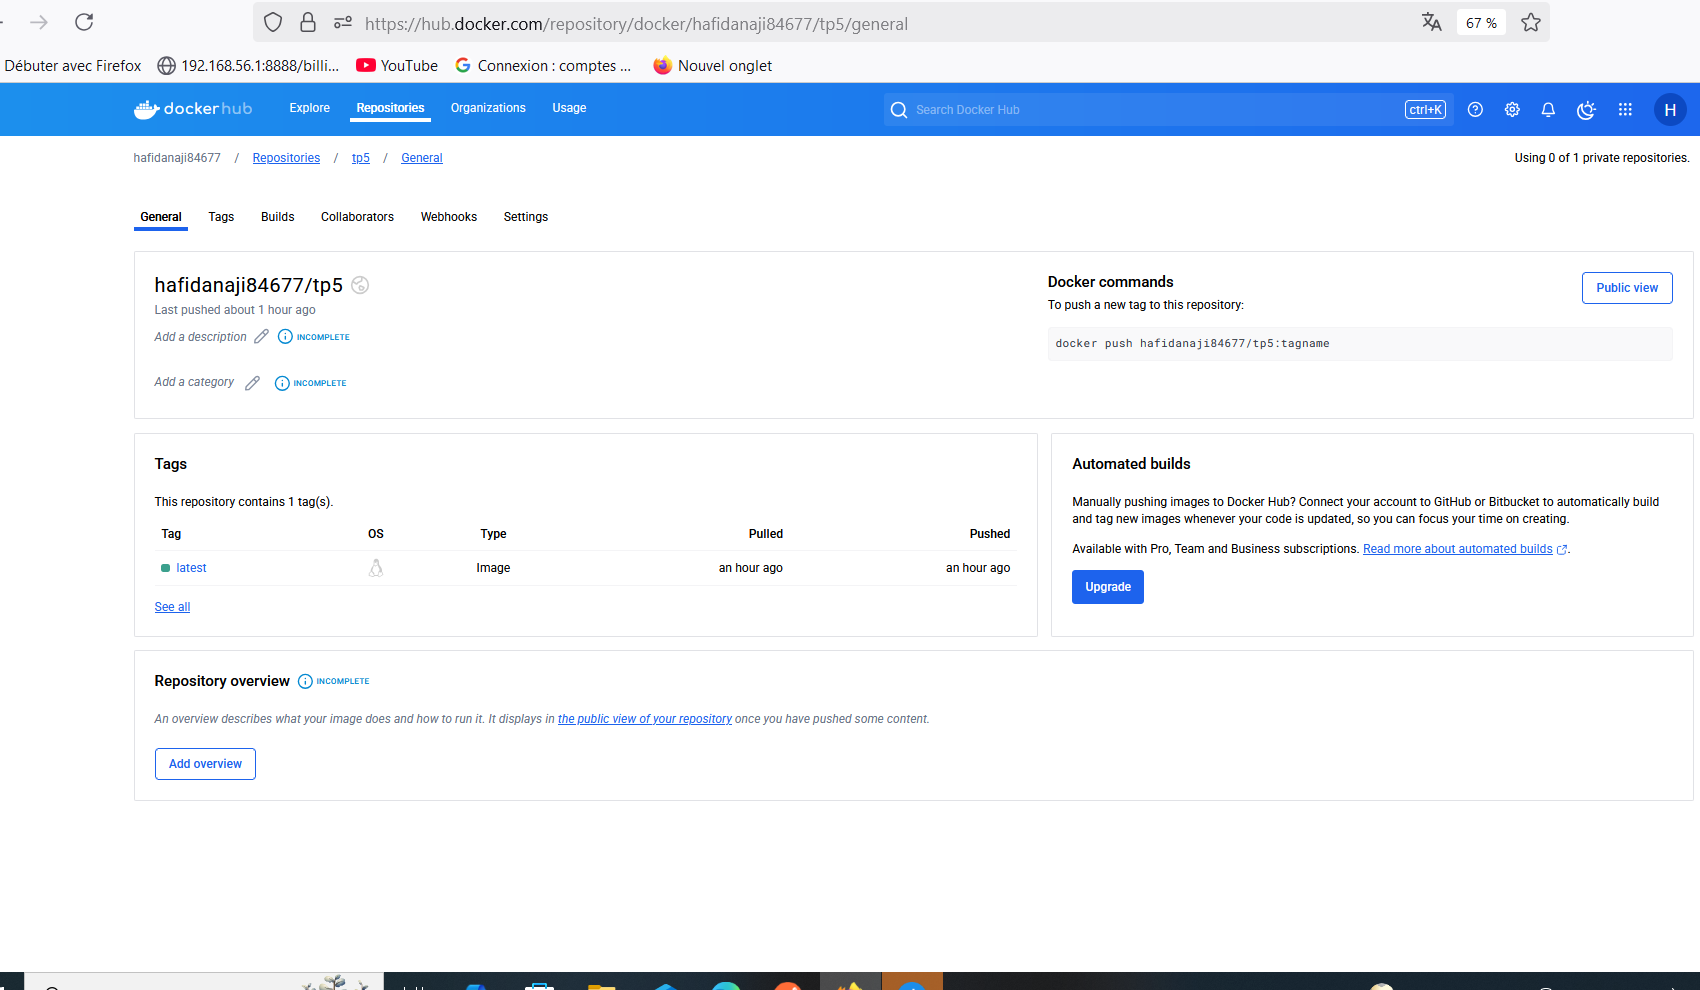 https://hub.docker.com/repository/docker/hafidanaji84677/tp5/general
67 %
Débuter avec Firefox
192.168.56.1:8888/billi...
YouTube
Connexion : comptes ...
Nouvel onglet
dockerhub
Explore
Repositories
Organizations
Usage
Search Docker Hub
ctrl+K
H
hafidanaji84677 / Repositories / tp5 / General
Using 0 of 1 private repositories.
General
Tags
Builds
Collaborators
Webhooks
Settings
hafidanaji84677/tp5
Last pushed about 1 hour ago
Add a description
INCOMPLETE
Add a category
INCOMPLETE
Docker commands
Public view
To push a new tag to this repository:
docker push hafidanaji84677/tp5:tagname
Tags
This repository contains 1 tag(s).
Tag OS Type Pulled Pushed
latest Image an hour ago an hour ago
See all
Automated builds
Manually pushing images to Docker Hub? Connect your account to GitHub or Bitbucket to automatically build
and tag new images whenever your code is updated, so you can focus your time on creating.
Available with Pro, Team and Business subscriptions. Read more about automated builds.
Upgrade
Repository overview
INCOMPLETE
An overview describes what your image does and how to run it. It displays in the public view of your repository once you have pushed some content.
Add overview